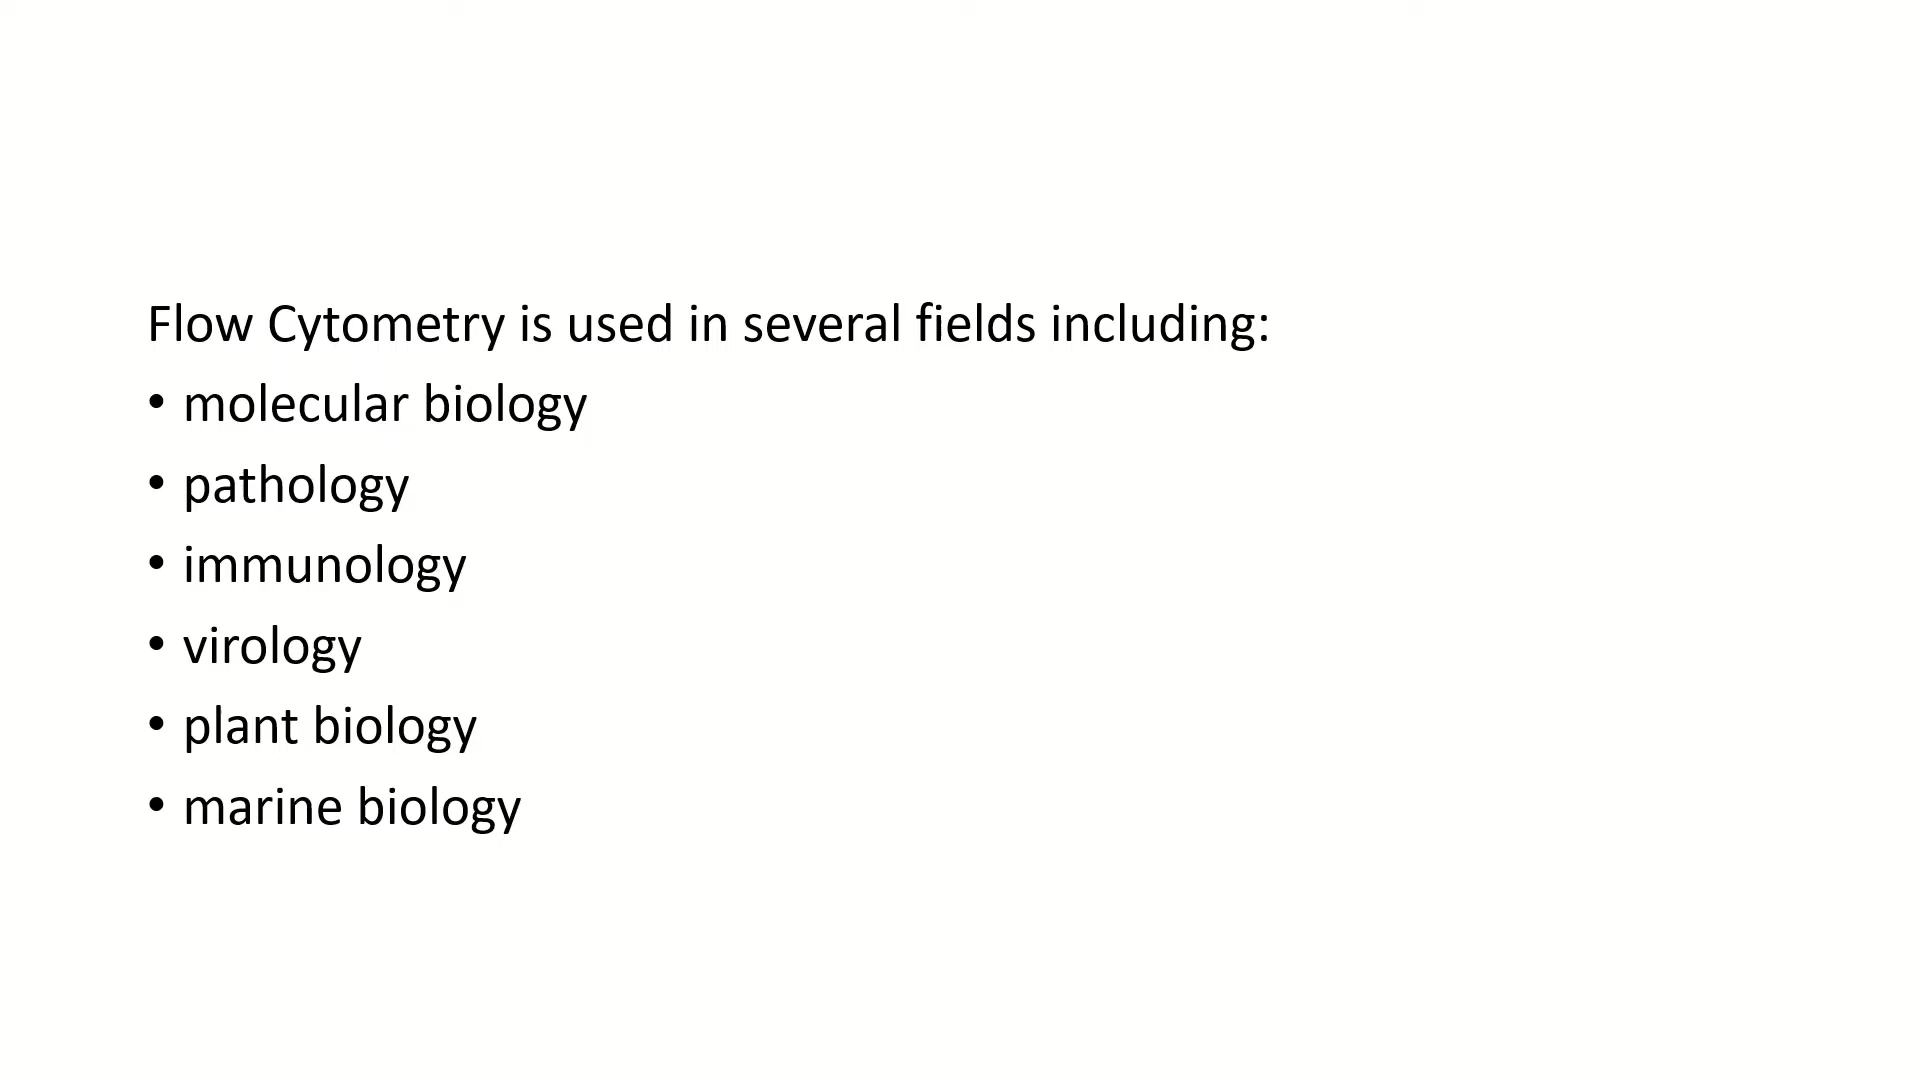 Flow Cytometry is used in several fields including:
• molecular biology
• pathology
• immunology
• virology
• plant biology
• marine biology